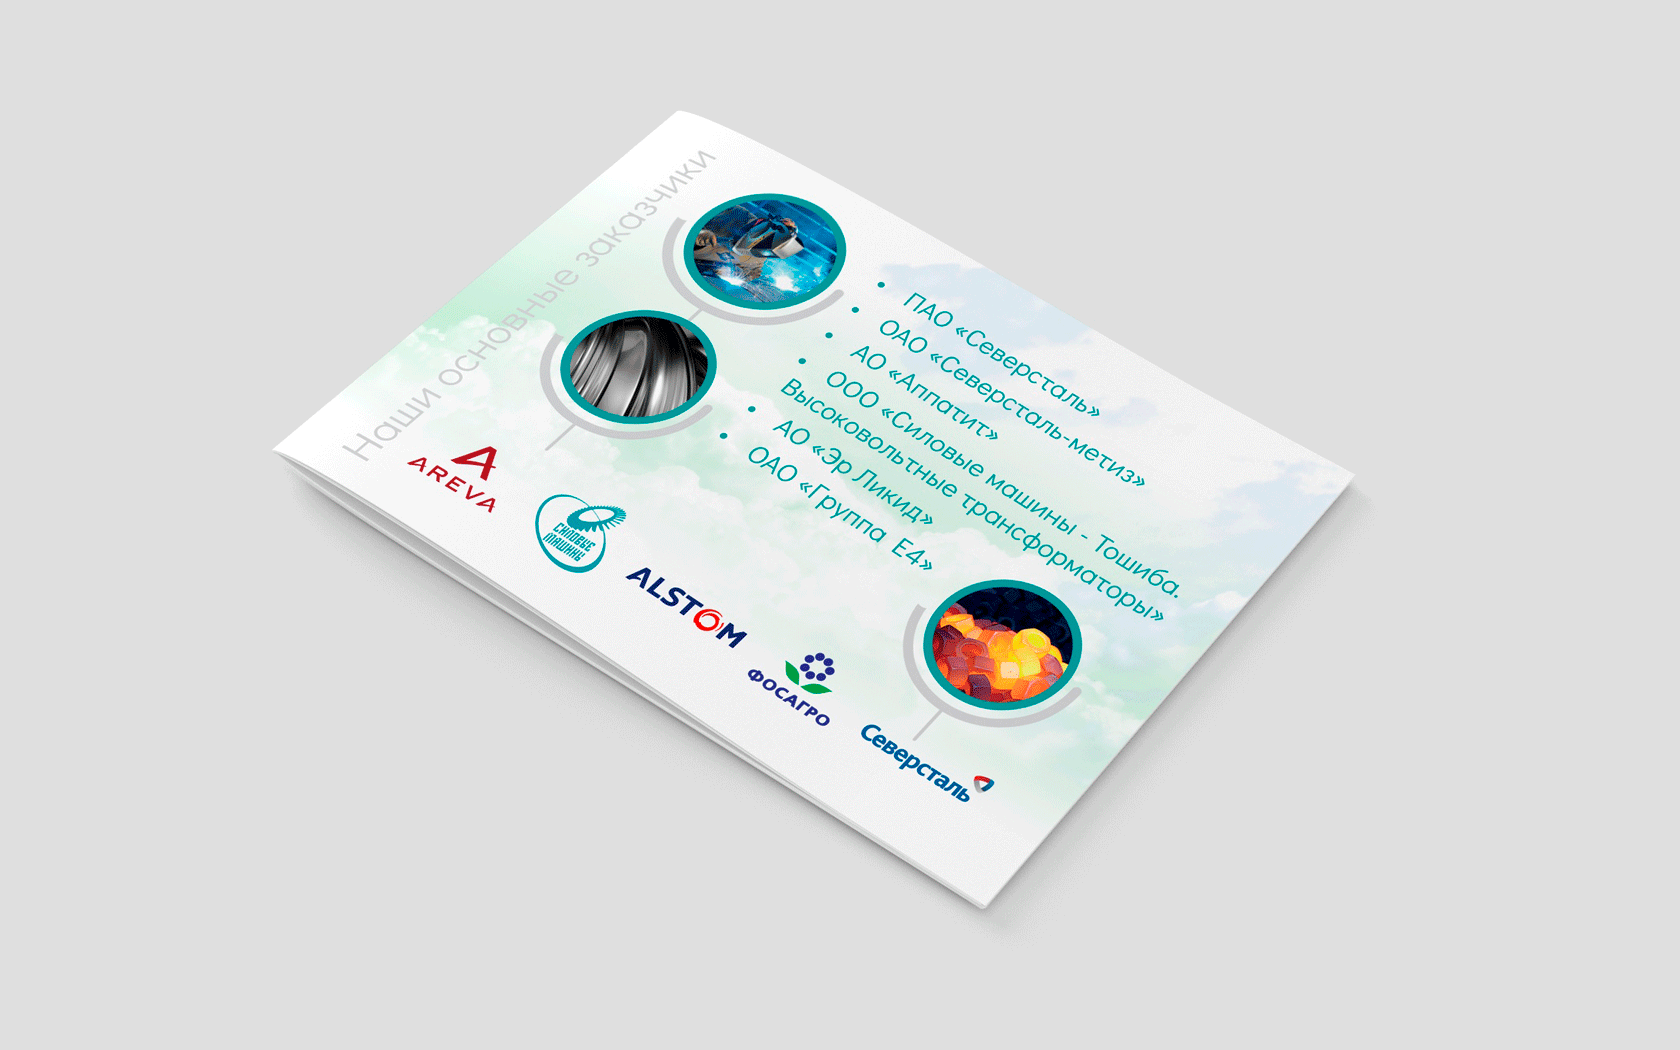 Наши основные заказчики
ПАО «Северсталь»
ОАО «Северсталь-метиз»
АО «Аппатит»
ООО «Силовые машины - Тошиба.
Высоковольтные трансформаторы»
АО «Эр Ликид»
ОАО «Группа Е4»
AREVA
СИЛОВЫЕ
МАШИНЫ
ALSTOM
ФОСАГРО
Северсталь